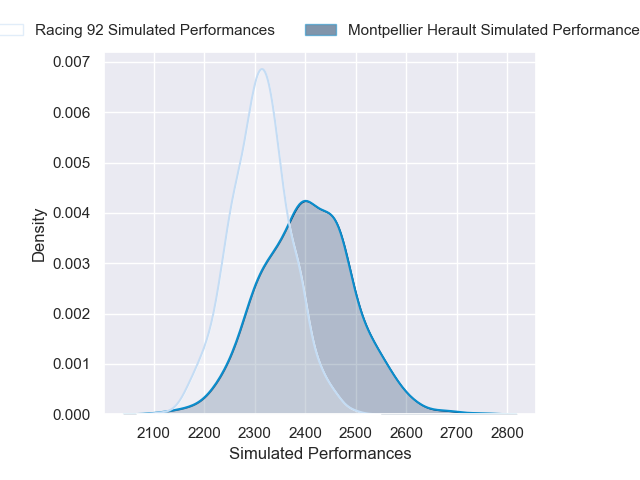 Racing 92 Simulated Performances
Montpellier Herault Simulated Performance
0.007
0.006
0.005
0.004
0.003
0.002
0.001
0.000
Density
2100 2200 2300 2400 2500 2600 2700 2800
Simulated Performances